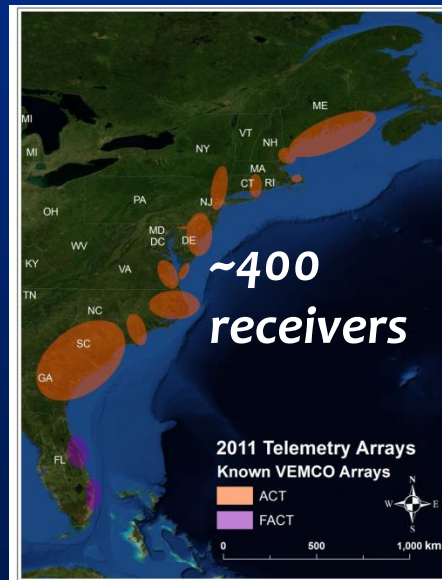 ME
MI
VT
NH
NY
MI
MA
CT RI
PA
NJ
OH
MD
DC
DE
WV
~400
KY
VA
receivers
TN
NC
SC
GA
2011 Telemetry Arrays
Known VEMCO Arrays
FL
ACT
FACT
N
W E
S
0 500 1,000 km